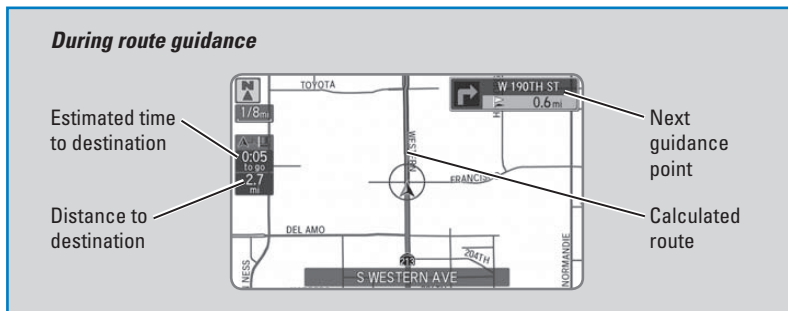 During route guidance
Estimated time
to destination
Distance to
destination
N
1/8mi
0:05
to go
2.7
mi
TOYOTA
W 190TH ST
0.6mi
WESTERN
FRANCISCO
DEL AMO
213
204TH
NORMANDIE
NESS
S WESTERN AVE
Next
guidance
point
Calculated
route